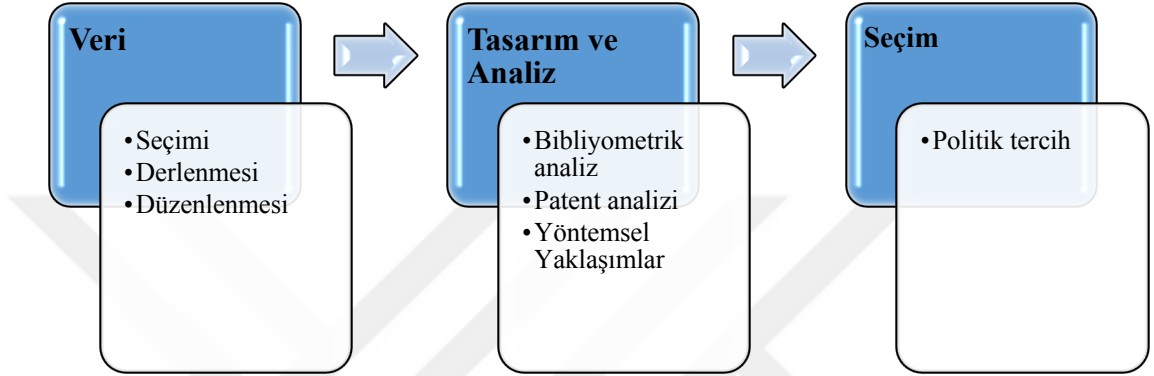 Veri
•Seçimi
•Derlenmesi
•Düzenlenmesi
Tasarım ve
Analiz
•Bibliyometrik
analiz
•Patent analizi
•Yöntemsel
Yaklaşımlar
Seçim
•Politik tercih